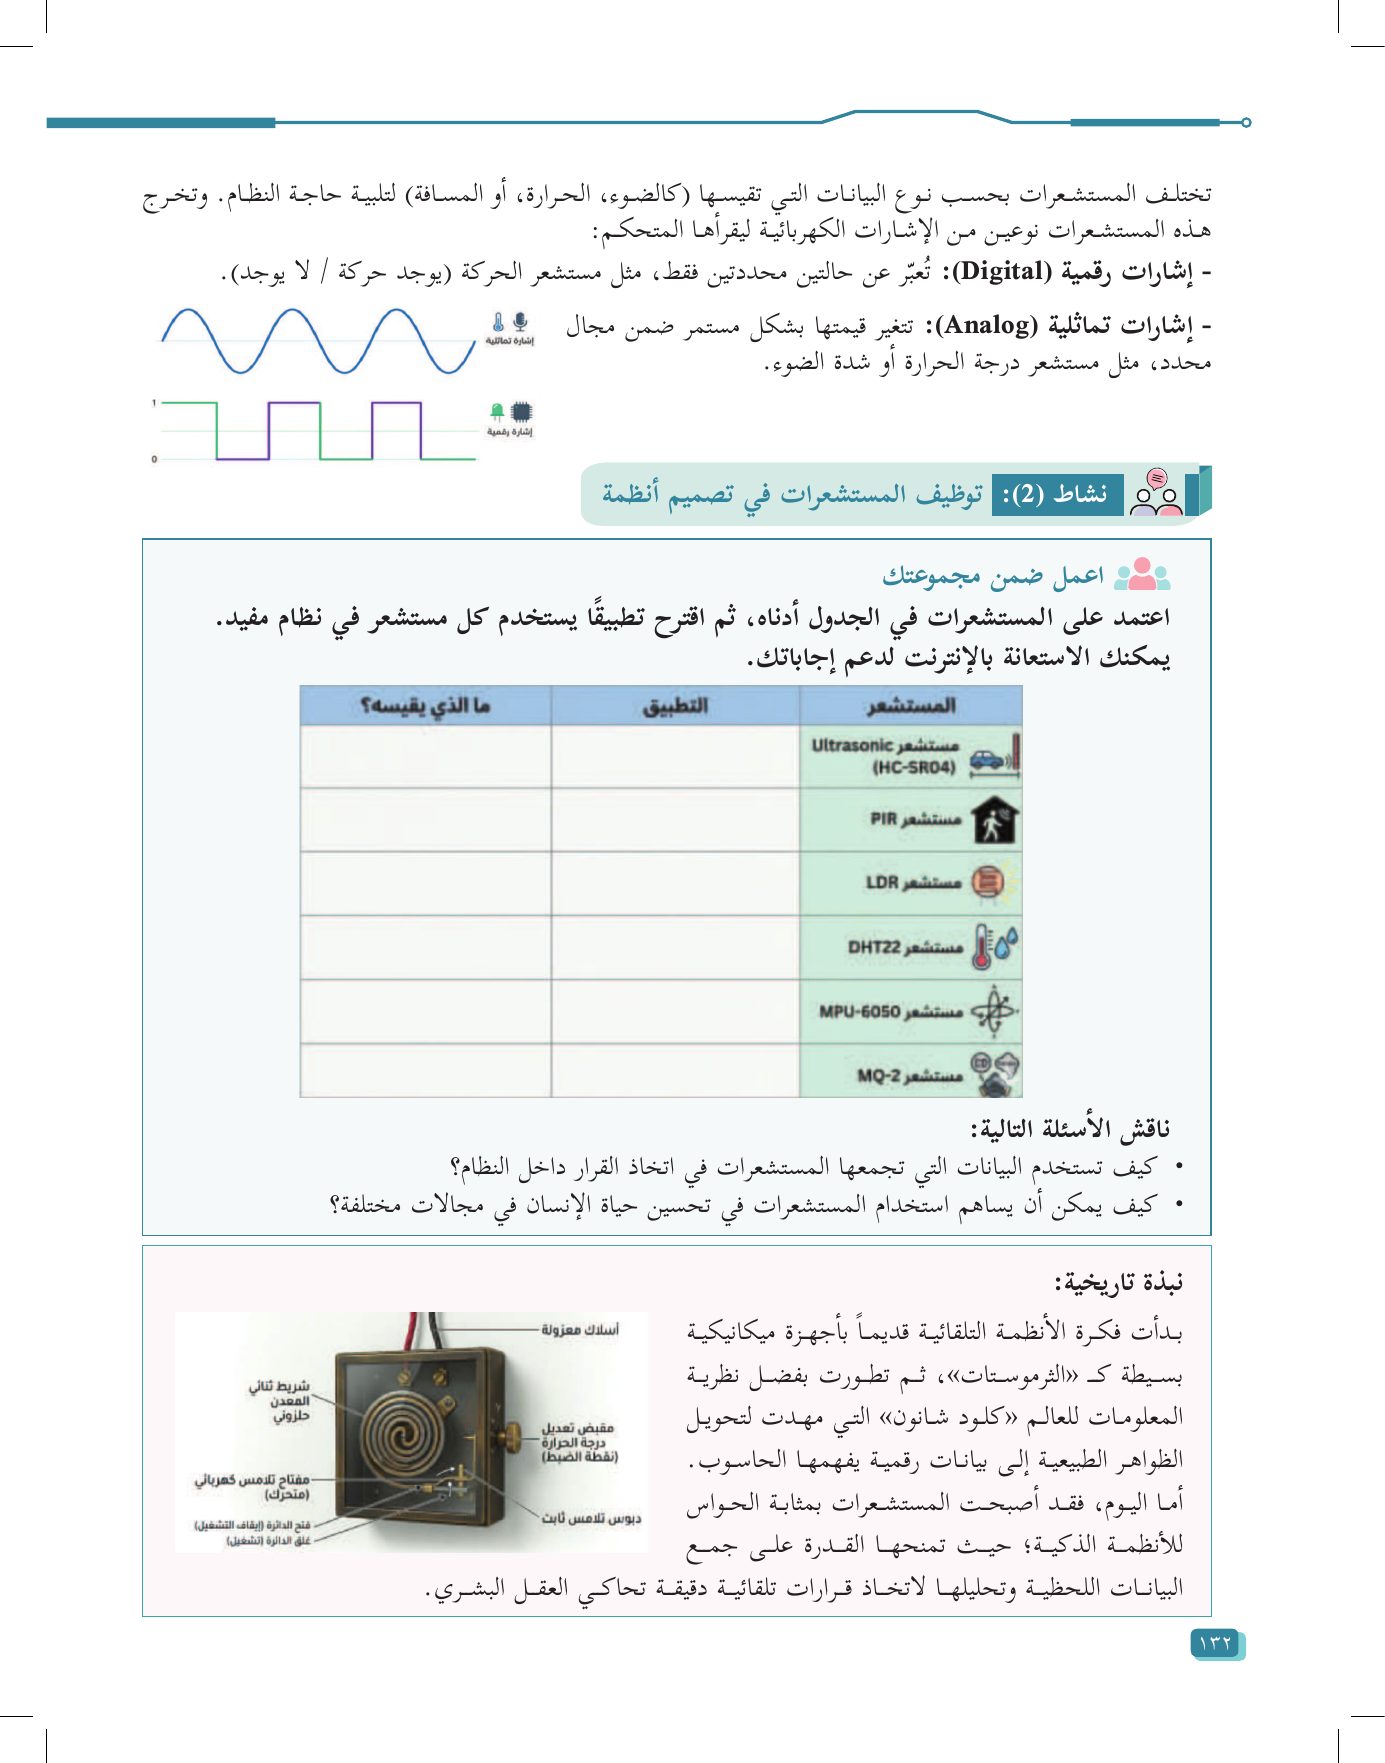 تختلف المستشعرات بحسب نوع البيانات التي تقيسها (كالضوء، الحرارة، أو المسافة) لتلبية حاجة النظام. وتخرج
هذه المستشعرات نوعين من الإشارات الكهربائية ليقرأها المتحكم:
- إشارات رقمية (Digital): تُعبّر عن حالتين محددتين فقط، مثل مستشعر الحركة (يوجد حركة / لا يوجد).
- إشارات تماثلية (Analog): تتغير قيمتها بشكل مستمر ضمن مجال
محدد، مثل مستشعر درجة الحرارة أو شدة الضوء.
إشارة تماثلية
1
إشارة رقمية
0
نشاط (2): توظيف المستشعرات في تصميم أنظمة
اعمل ضمن مجموعتك
اعتمد على المستشعرات في الجدول أدناه، ثم اقترح تطبيقًا يستخدم كل مستشعر في نظام مفيد.
يمكنك الاستعانة بالإنترنت لدعم إجاباتك.
المستشعر التطبيق ما الذي يقيسه؟
مستشعر Ultrasonic
(HC-SR04)
مستشعر PIR
مستشعر LDR
مستشعر DHT22
مستشعر MPU-6050
مستشعر MQ-2
ناقش الأسئلة التالية:
• كيف تستخدم البيانات التي تجمعها المستشعرات في اتخاذ القرار داخل النظام؟
• كيف يمكن أن يساهم استخدام المستشعرات في تحسين حياة الإنسان في مجالات مختلفة؟
نبذة تاريخية:
بدأت فكرة الأنظمة التلقائية قديماً بأجهزة ميكانيكية
بسيطة كـ «الثرموستات»، ثم تطورت بفضل نظرية
المعلومات للعالم «كلود شانون» التي مهدت لتحويل
الظواهر الطبيعية إلى بيانات رقمية يفهمها الحاسوب.
أما اليوم، فقد أصبحت المستشعرات بمثابة الحواس
للأنظمة الذكية؛ حيث تمنحها القدرة على جمع
البيانات اللحظية وتحليلها لاتخاذ قرارات تلقائية دقيقة تحاكي العقل البشري.
أسلاك معزولة
شريط ثنائي
المعدن
حلزوني
مقبض تعديل
درجة الحرارة
(نقطة الضبط)
مفتاح تلامس كهربائي
(متحرك)
دبوس تلامس ثابت
فتح الدائرة (إيقاف التشغيل)
غلق الدائرة (تشغيل)
١٣٢